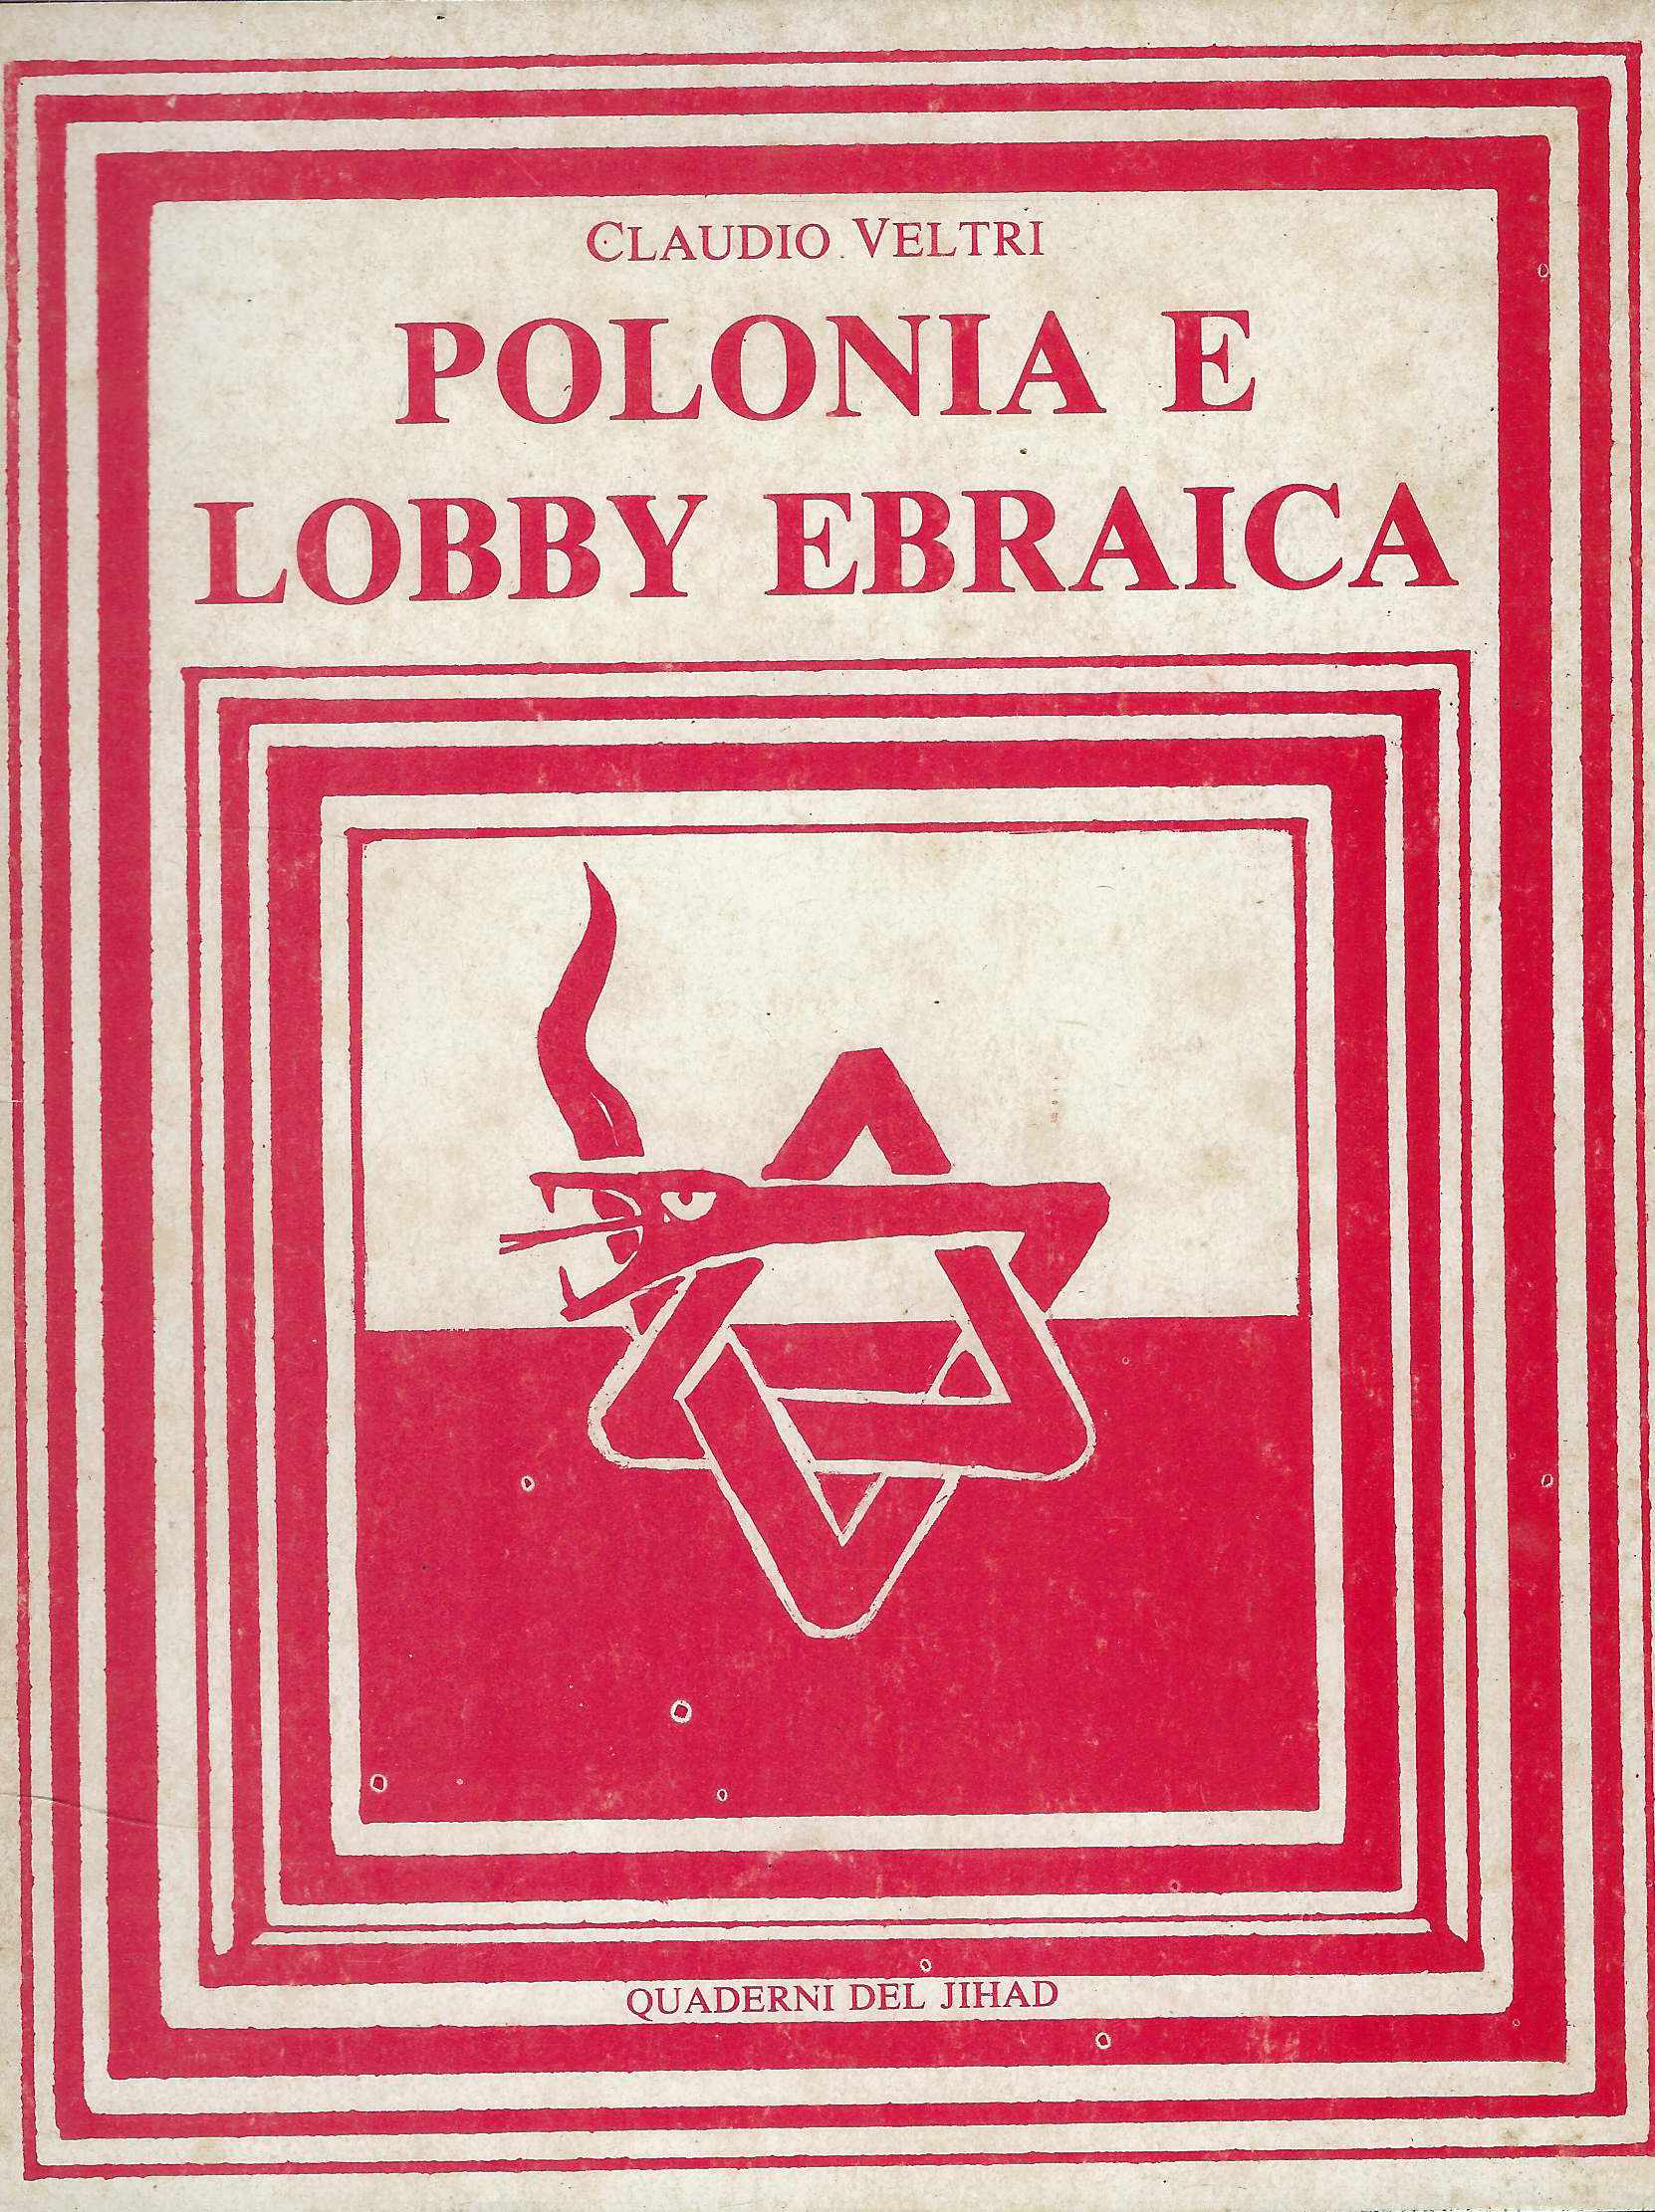 CLAUDIO VELTRI
POLONIA E
LOBBY EBRAICA
QUADERNI DEL JIHAD